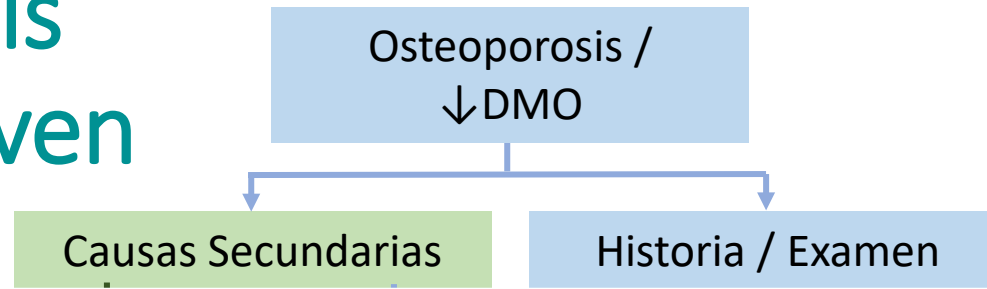 Osteoporosis /
↓DMO
Causas Secundarias
Historia / Examen